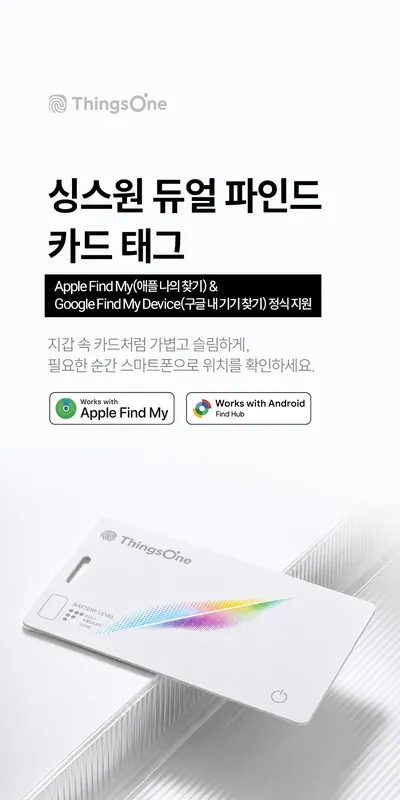 ThingsOne
싱스원 듀얼 파인드
카드 태그
Apple Find My(애플 나의 찾기) &
Google Find My Device(구글 내 기기 찾기) 정식 지원
지갑 속 카드처럼 가볍고 슬림하게,
필요한 순간 스마트폰으로 위치를 확인하세요.
Works with
Apple Find My
Works with Android
Find Hub
ThingsOne
BATTERY LEVEL
FULL
MEDIUM
LOW